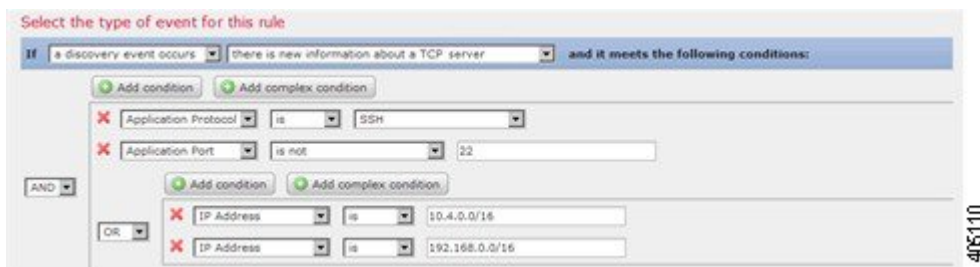 Select the type of event for this rule
If a discovery event occurs there is new information about a TCP server and it meets the following conditions:
Add condition Add complex condition
Application Protocol is SSH
Application Port is not 22
AND
Add condition Add complex condition
OR
IP Address is 10.4.0.0/16
IP Address is 192.168.0.0/16
405110